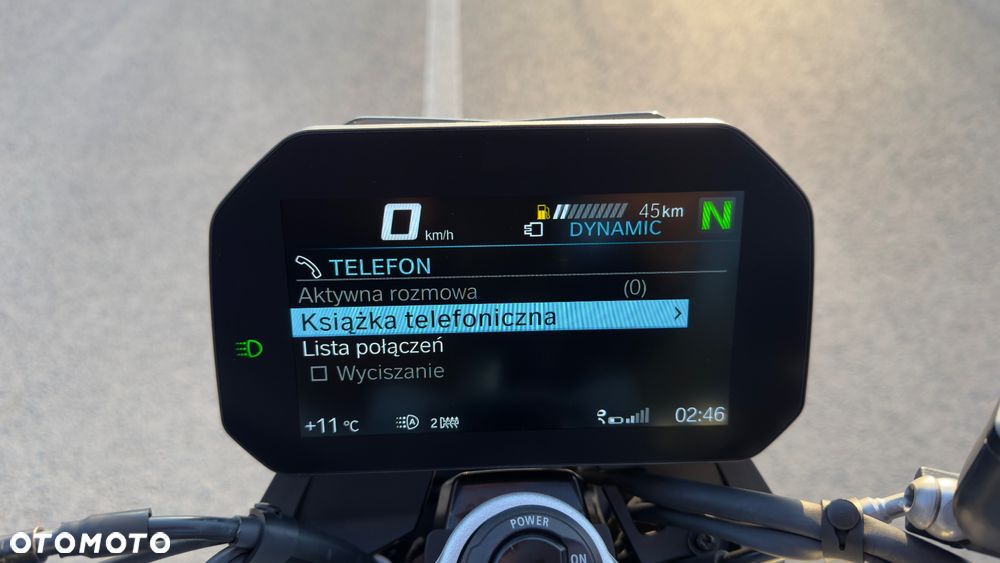 0 km/h
45km
N
DYNAMIC
TELEFON
Aktywna rozmowa (0)
Książka telefoniczna
Lista połączeń
Wyciszanie
+11 °C
A
2
02:46
POWER
ON
OTOMOTO